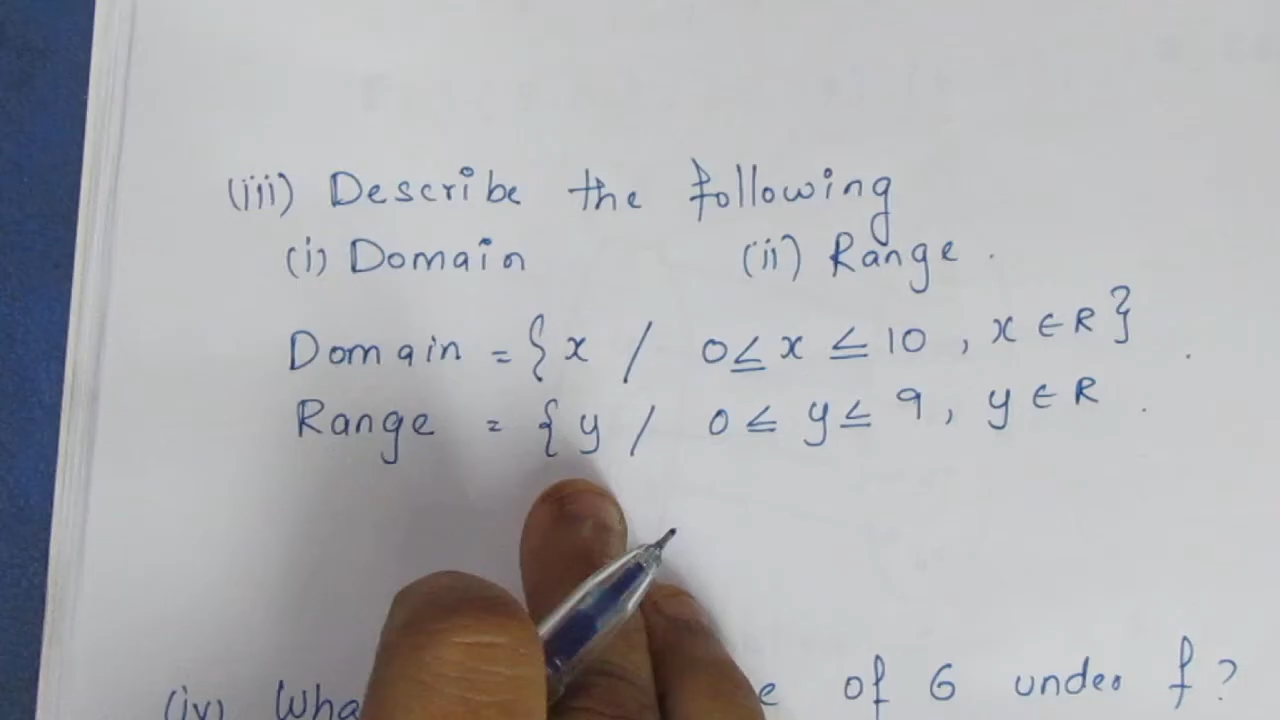 (iii) Describe the following
(i) Domain (ii) Range.
Domain = {x / 0≤x ≤10, x ∈ R}
Range = {y / 0≤ y≤ 9, y ∈ R
(iv) of 6 under f?